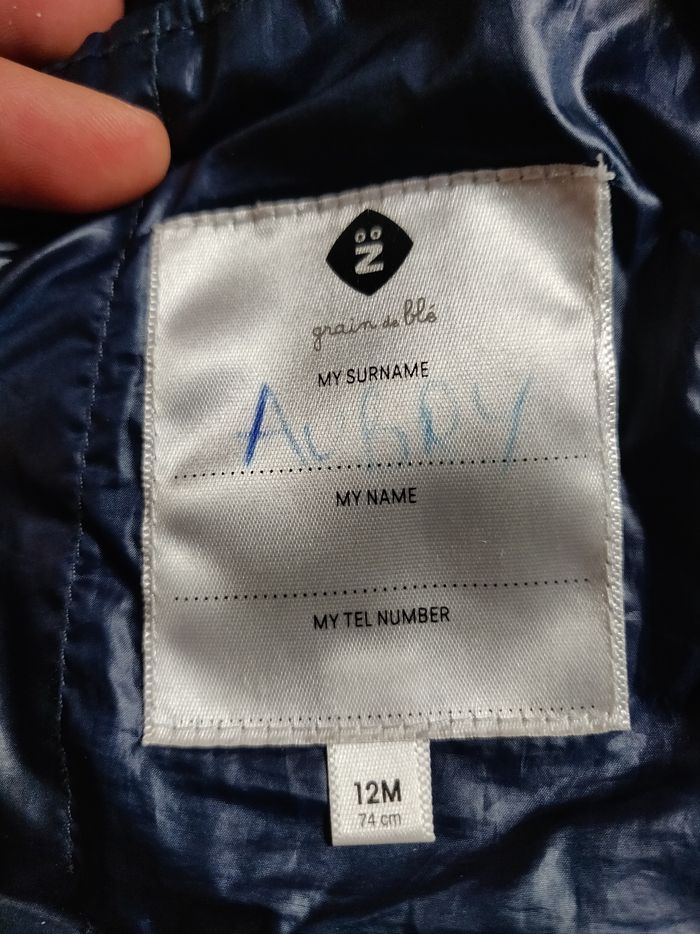 grain de blé
MY SURNAME
MY NAME
MY TEL NUMBER
12M
74 cm